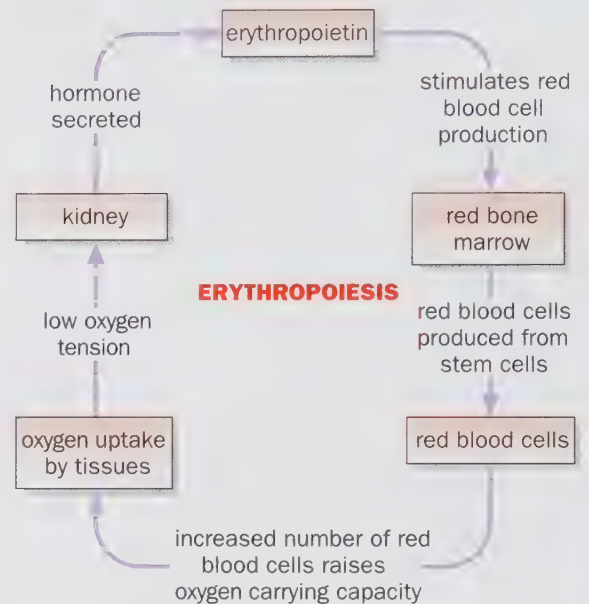 erythropoietin
hormone
secreted
stimulates red
blood cell
production
kidney
red bone
marrow
ERYTHROPOIESIS
low oxygen
tension
red blood cells
produced from
stem cells
oxygen uptake
by tissues
red blood cells
increased number of red
blood cells raises
oxygen carrying capacity